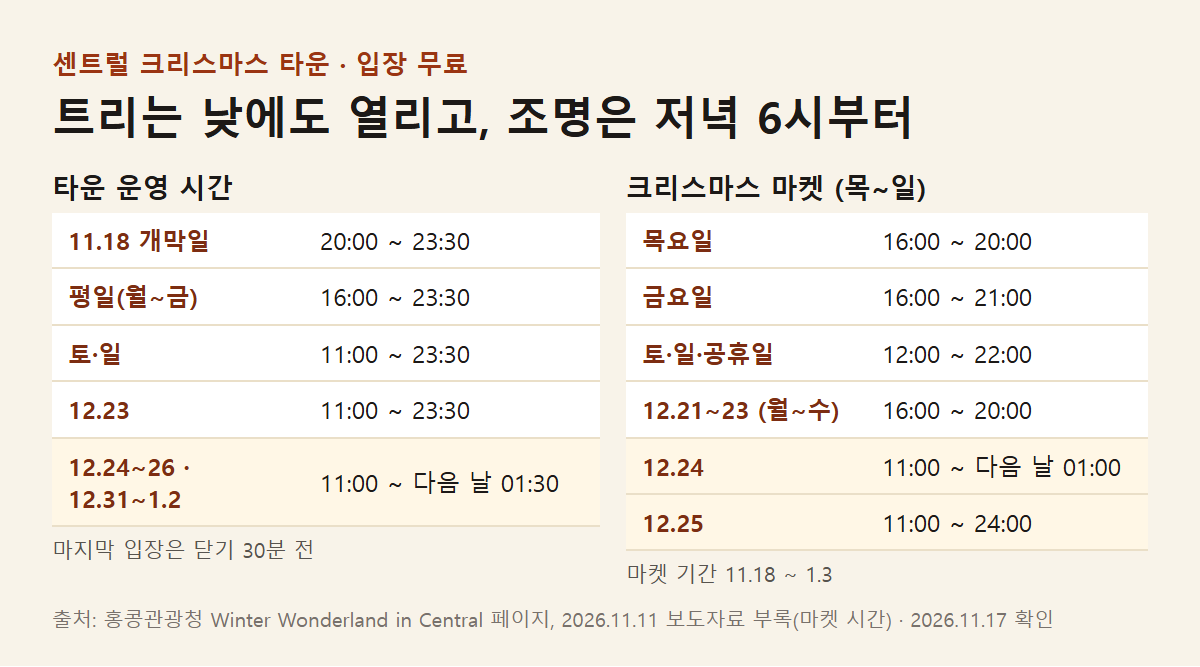 센트럴 크리스마스 타운 · 입장 무료
트리는 낮에도 열리고, 조명은 저녁 6시부터
타운 운영 시간
11.18 개막일 20:00 ~ 23:30
평일(월~금) 16:00 ~ 23:30
토·일 11:00 ~ 23:30
12.23 11:00 ~ 23:30
12.24~26 ·
12.31~1.2 11:00 ~ 다음 날 01:30
마지막 입장은 닫기 30분 전
크리스마스 마켓 (목~일)
목요일 16:00 ~ 20:00
금요일 16:00 ~ 21:00
토·일·공휴일 12:00 ~ 22:00
12.21~23 (월~수) 16:00 ~ 20:00
12.24 11:00 ~ 다음 날 01:00
12.25 11:00 ~ 24:00
마켓 기간 11.18 ~ 1.3
출처: 홍콩관광청 Winter Wonderland in Central 페이지, 2026.11.11 보도자료 부록(마켓 시간) · 2026.11.17 확인